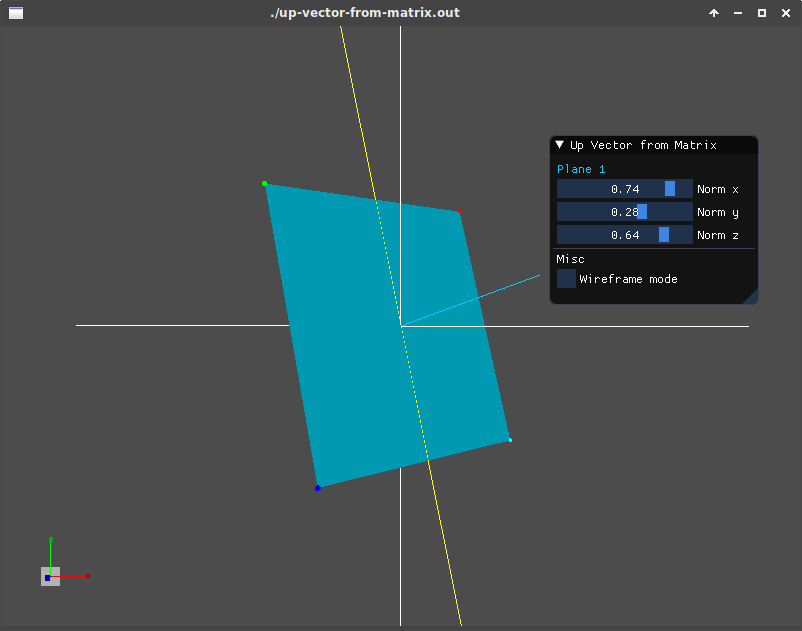 ./up-vector-from-matrix.out
Up Vector from Matrix
Plane 1
0.74 Norm x
0.28 Norm y
0.64 Norm z
Misc
Wireframe mode